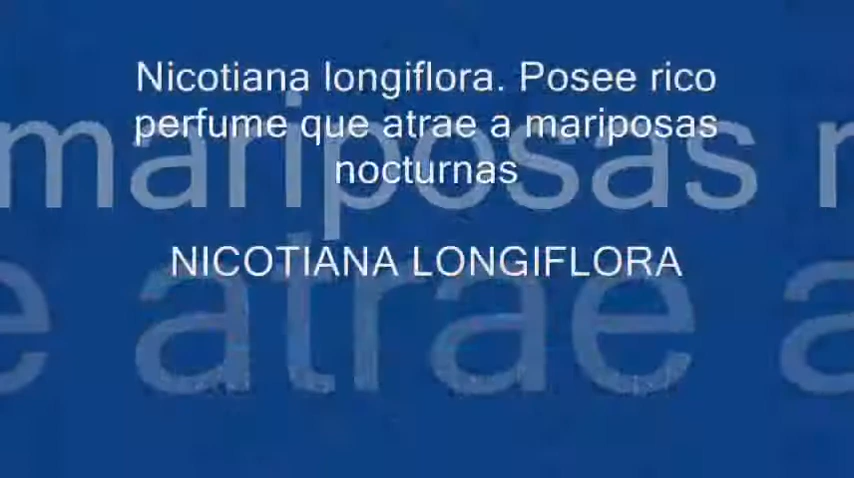 Nicotiana longiflora. Posee rico
perfume que atrae a mariposas
nocturnas
NICOTIANA LONGIFLORA
mariposas
e atrae a